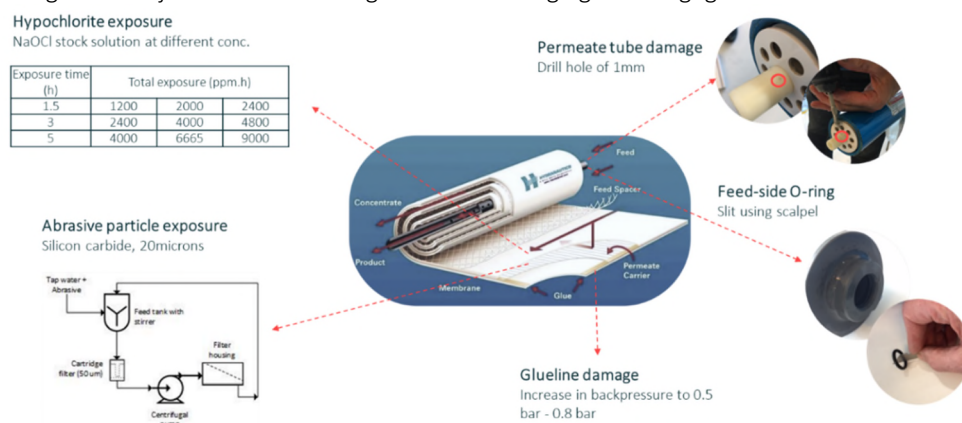 Hypochlorite exposure
NaOCl stock solution at different conc.
Exposure time (h) Total exposure (ppm.h)
1.5 1200 2000 2400
3 2400 4000 4800
5 4000 6665 9000
Permeate tube damage
Drill hole of 1mm
Feed
Feed Spacer
Concentrate
Product
Permeate
Carrier
Membrane
Glue
Feed-side O-ring
Slit using scalpel
Abrasive particle exposure
Silicon carbide, 20microns
Tap water +
Abrasive
Feed tank with
stirrer
Filter
housing
Cartridge
filter (50um)
Centrifugal
Glueline damage
Increase in backpressure to 0.5
bar - 0.8 bar